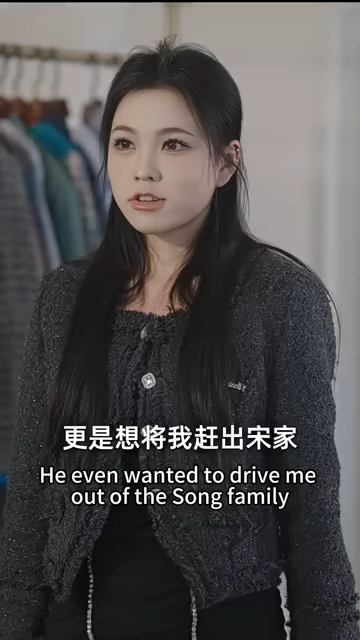 更是想将我赶出宋家
He even wanted to drive me
out of the Song family